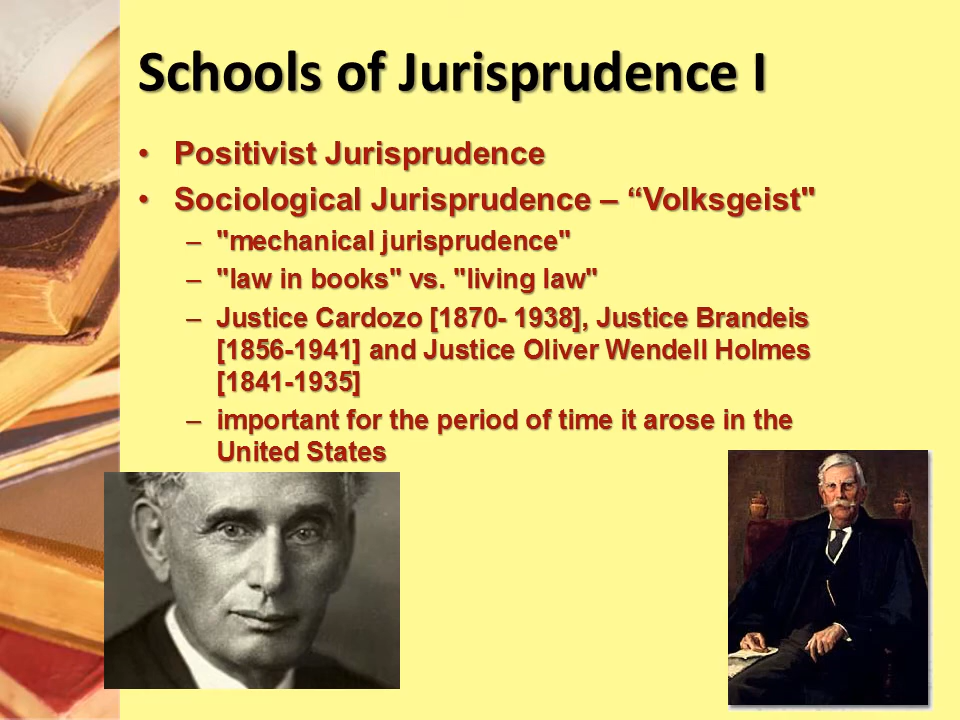 Schools of Jurisprudence I
• Positivist Jurisprudence
• Sociological Jurisprudence – “Volksgeist"
– "mechanical jurisprudence"
– "law in books" vs. "living law"
– Justice Cardozo [1870- 1938], Justice Brandeis
[1856-1941] and Justice Oliver Wendell Holmes
[1841-1935]
– important for the period of time it arose in the
United States